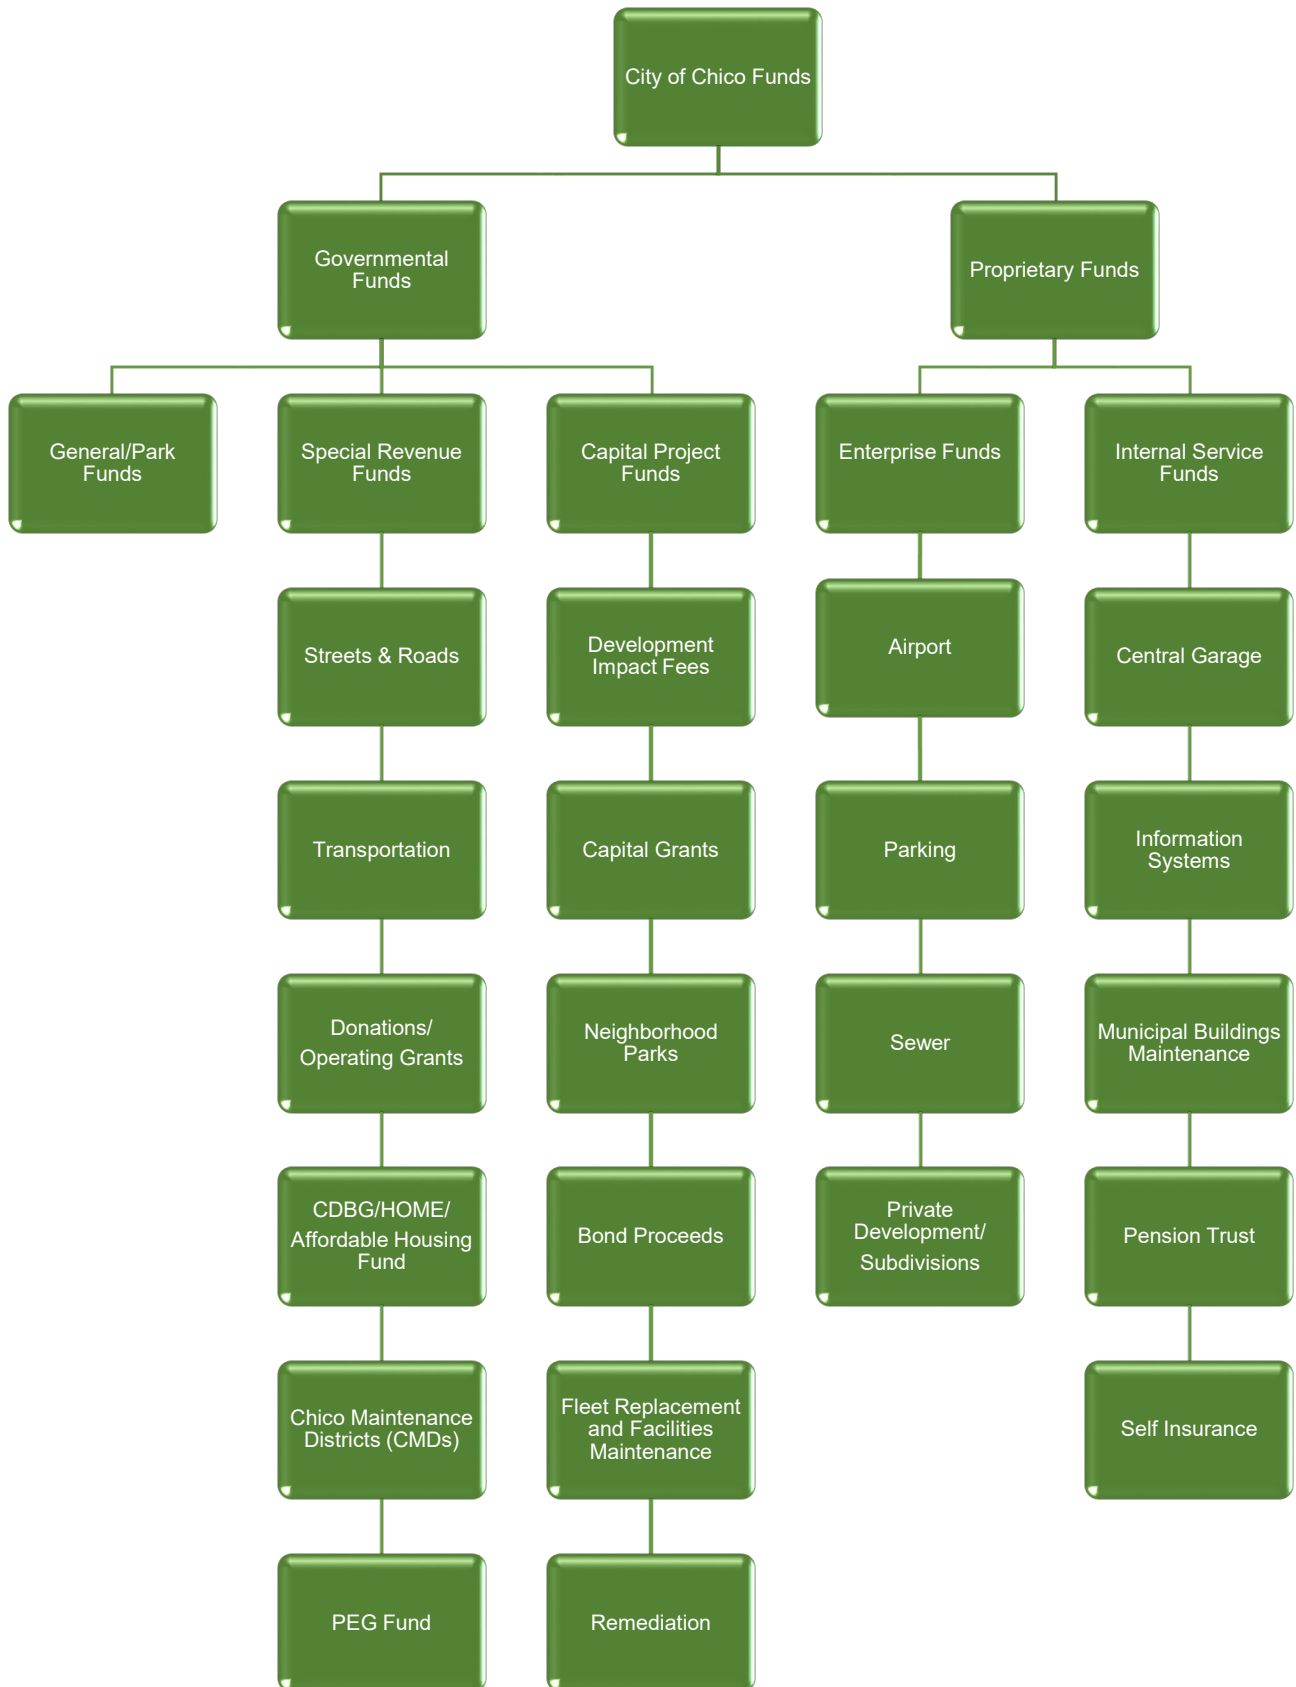 City of Chico Funds
Governmental
Funds
Proprietary Funds
General/Park
Funds
Special Revenue
Funds
Capital Project
Funds
Enterprise Funds
Internal Service
Funds
Streets & Roads
Development
Impact Fees
Airport
Central Garage
Transportation
Capital Grants
Parking
Information
Systems
Donations/
Operating Grants
Neighborhood
Parks
Sewer
Municipal Buildings
Maintenance
CDBG/HOME/
Affordable Housing
Fund
Bond Proceeds
Private
Development/
Subdivisions
Pension Trust
Chico Maintenance
Districts (CMDs)
Fleet Replacement
and Facilities
Maintenance
Self Insurance
PEG Fund
Remediation